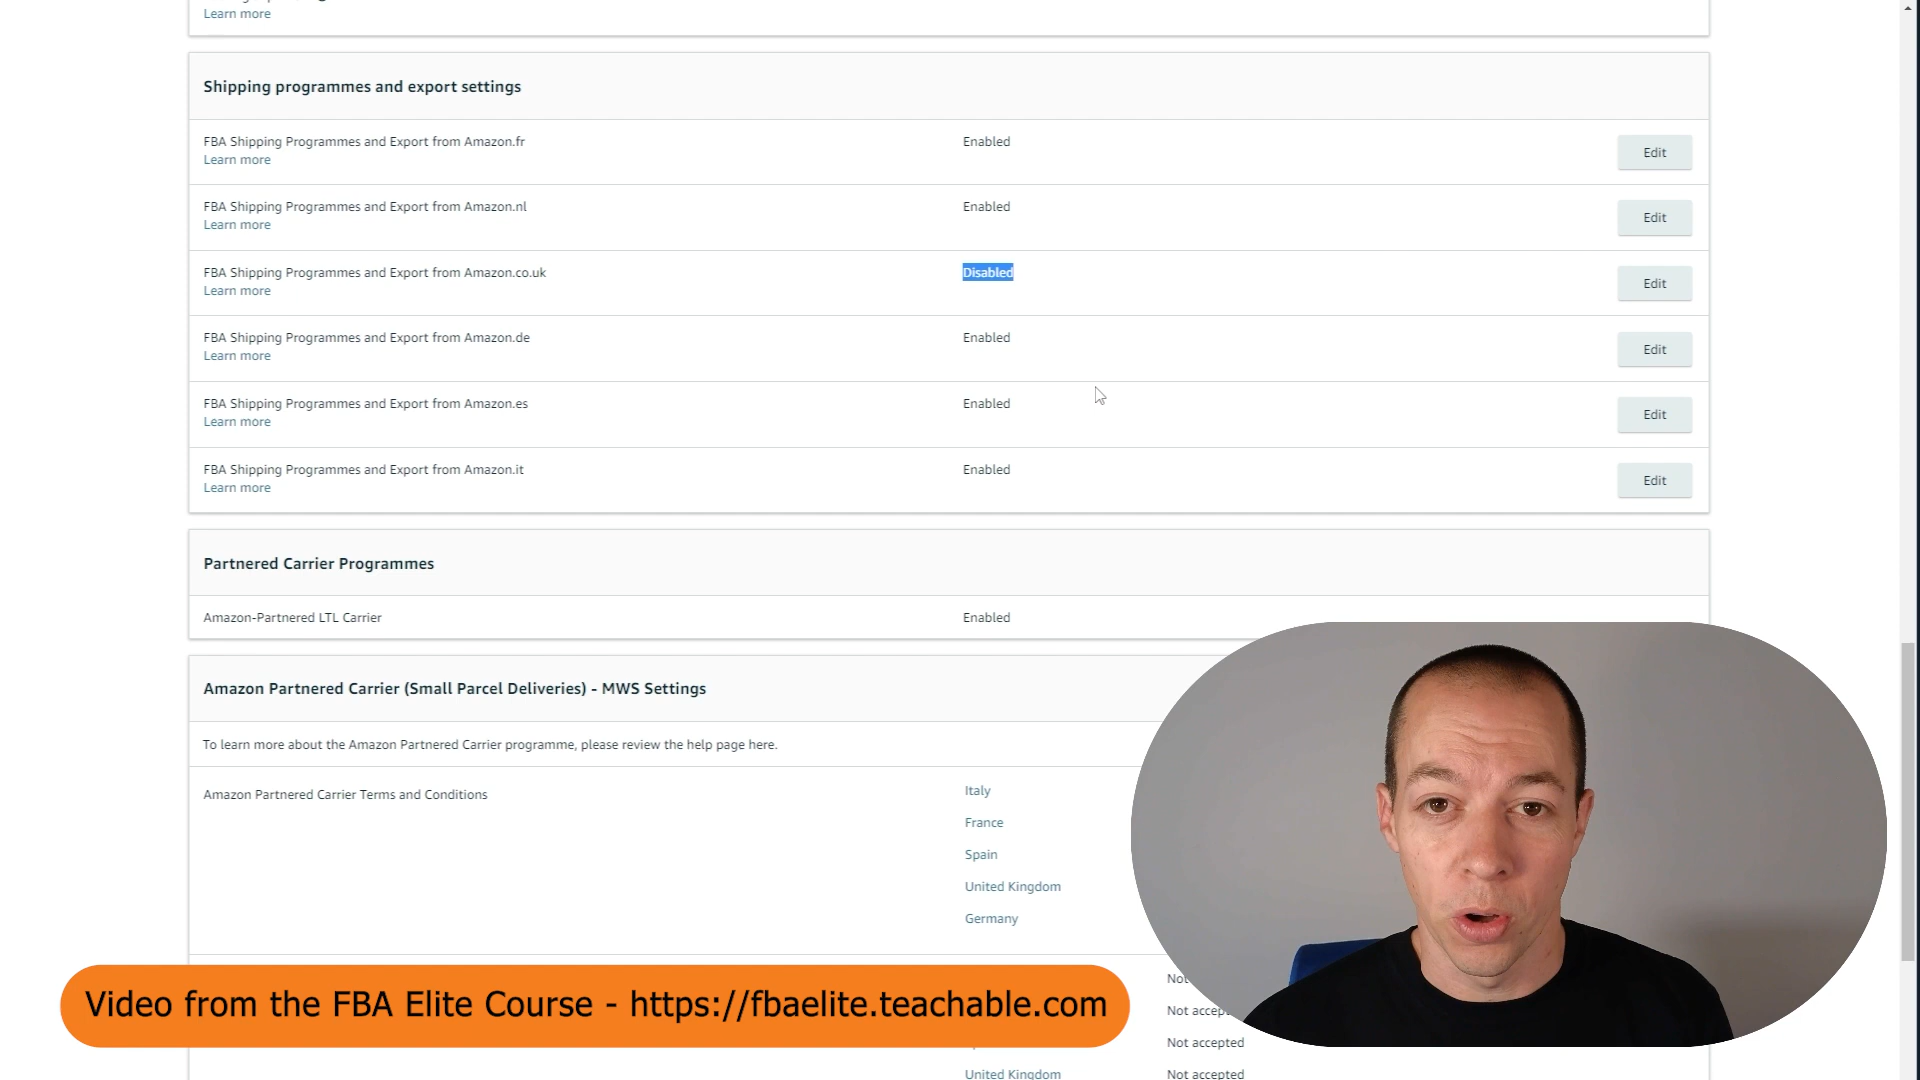 Learn more
Shipping programmes and export settings
FBA Shipping Programmes and Export from Amazon.fr
Learn more
Enabled
Edit
FBA Shipping Programmes and Export from Amazon.nl
Learn more
Enabled
Edit
FBA Shipping Programmes and Export from Amazon.co.uk
Learn more
Disabled
Edit
FBA Shipping Programmes and Export from Amazon.de
Learn more
Enabled
Edit
FBA Shipping Programmes and Export from Amazon.es
Learn more
Enabled
Edit
FBA Shipping Programmes and Export from Amazon.it
Learn more
Enabled
Edit
Partnered Carrier Programmes
Amazon-Partnered LTL Carrier
Enabled
Amazon Partnered Carrier (Small Parcel Deliveries) - MWS Settings
To learn more about the Amazon Partnered Carrier programme, please review the help page here.
Amazon Partnered Carrier Terms and Conditions
Italy
France
Spain
United Kingdom
Germany
Video from the FBA Elite Course - https://fbaelite.teachable.com
Not
Not
Not accepted
United Kingdom
Not accepted